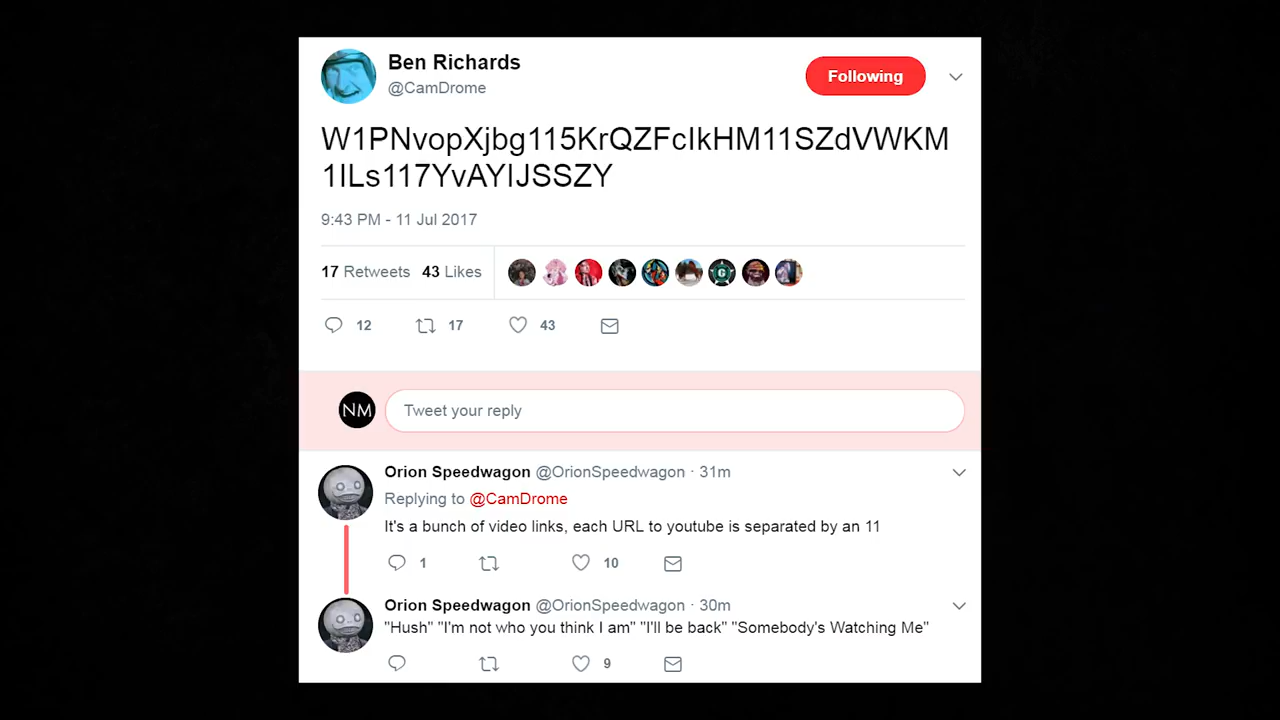 Ben Richards
@CamDrome
Following
W1PNvopXjbg115KrQZFcIkHM11SZdVWKM
1ILs117YvAYIJSSZY
9:43 PM - 11 Jul 2017
17 Retweets 43 Likes
G
12 17 43
NM
Tweet your reply
Orion Speedwagon @OrionSpeedwagon · 31m
Replying to @CamDrome
It's a bunch of video links, each URL to youtube is separated by an 11
1 10
Orion Speedwagon @OrionSpeedwagon · 30m
"Hush" "I'm not who you think I am" "I'll be back" "Somebody's Watching Me"
9